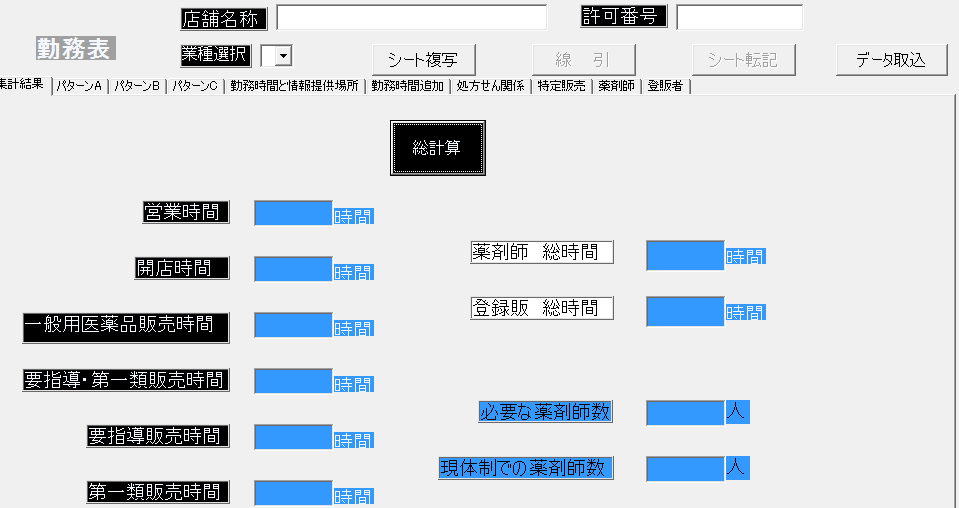 店舗名称
許可番号
勤務表
業種選択
シート複写
線　引
シート転記
データ取込
集計結果 パターンA パターンB パターンC 勤務時間と情報提供場所 勤務時間追加 処方せん関係 特定販売 薬剤師 登販者
総計算
営業時間 時間
開店時間 時間
薬剤師　総時間 時間
登録販　総時間 時間
一般用医薬品販売時間 時間
要指導・第一類販売時間 時間
必要な薬剤師数 人
要指導販売時間 時間
現体制での薬剤師数 人
第一類販売時間 時間